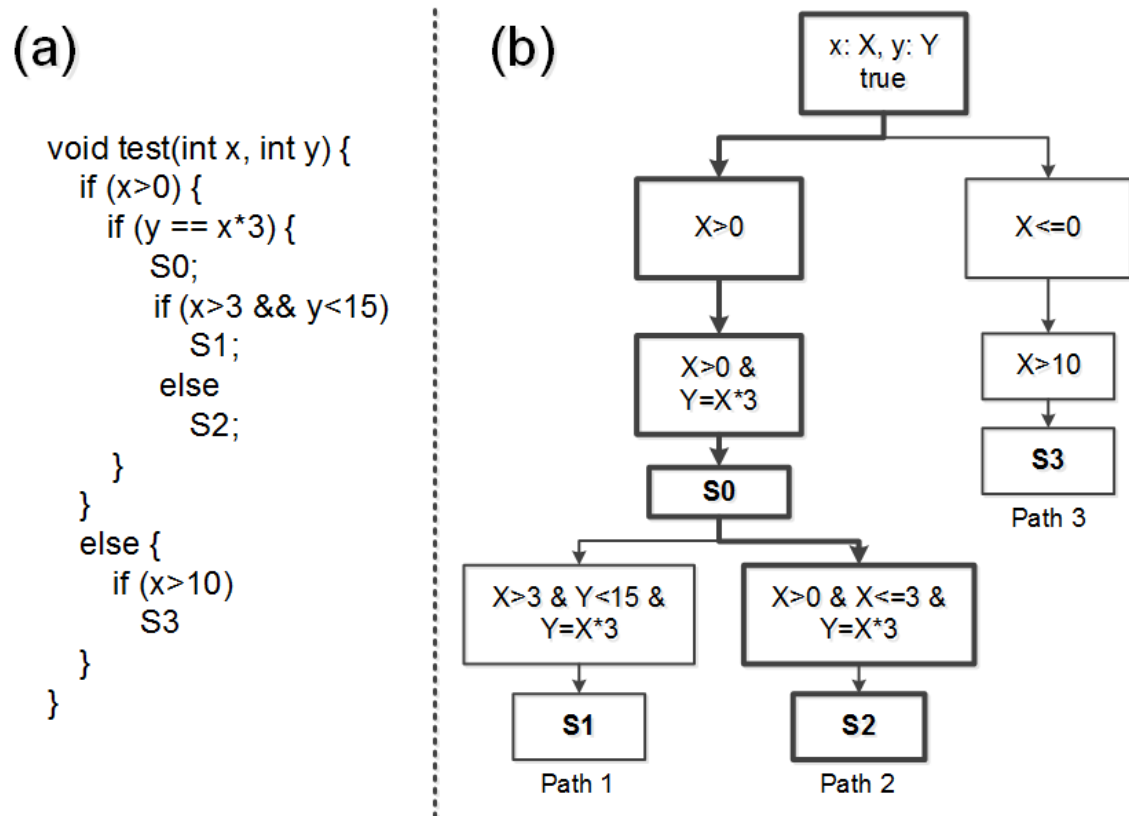 (a)
void test(int x, int y) {
if (x>0) {
if (y == x*3) {
S0;
if (x>3 && y<15)
S1;
else
S2;
}
}
else {
if (x>10)
S3
}
}
(b)
x: X, y: Y
true
X>0
X<=0
X>0 &
Y=X*3
X>10
S0
S3
Path 3
X>3 & Y<15 &
Y=X*3
X>0 & X<=3 &
Y=X*3
S1
S2
Path 1
Path 2